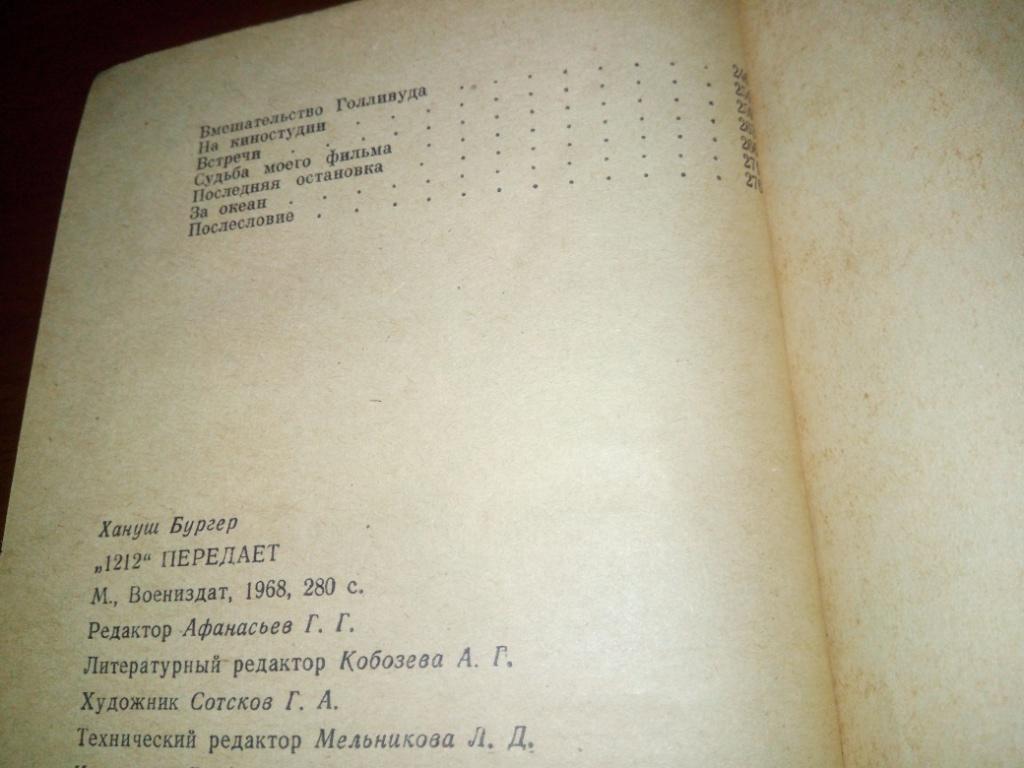 Вмешательство Голливуда
На киностудии
Встречи
Судьба моего фильма
Последняя остановка
За океан
Послесловие
Хануш Бургер
„1212“ ПЕРЕДАЕТ
М., Воениздат, 1968, 280 с.
Редактор Афанасьев Г. Г.
Литературный редактор Кобозева А. Г.
Художник Сотсков Г. А.
Технический редактор Мельникова Л. Д.